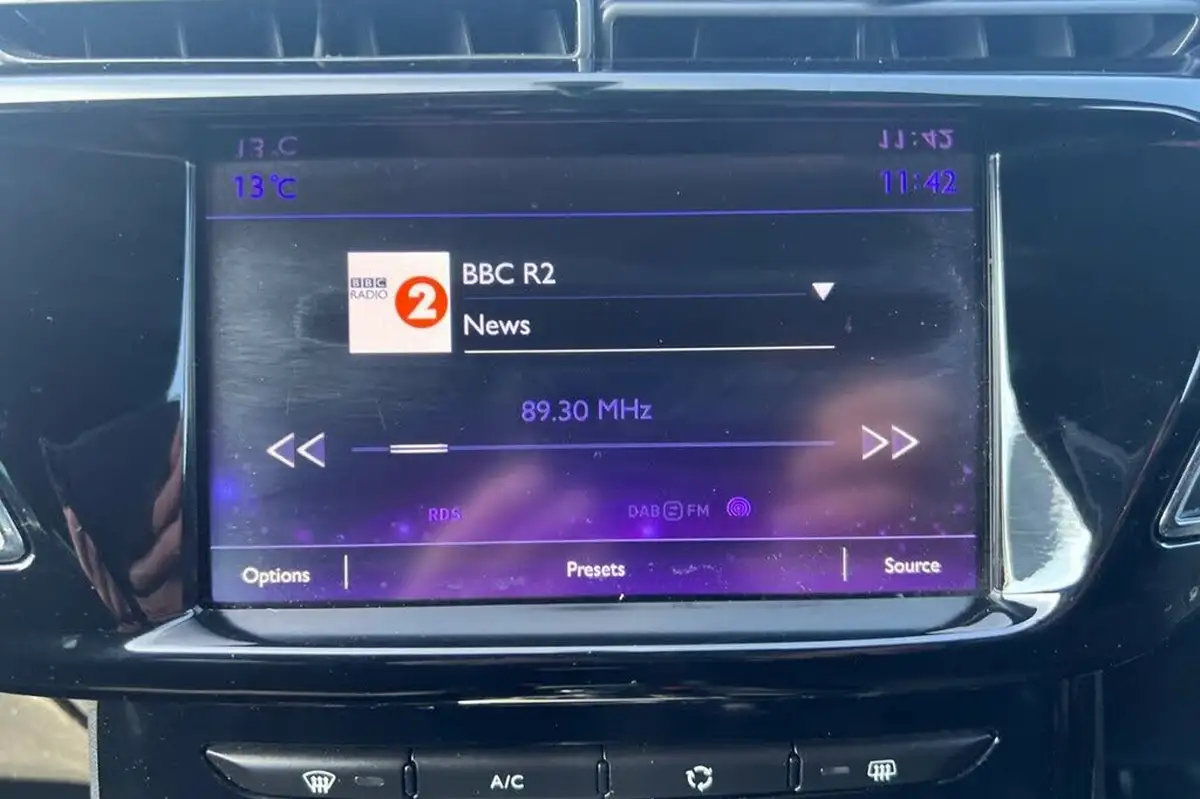 13°C
11:42
BBC R2
BBC
RADIO
2
News
89.30 MHz
RDS
DAB FM
Options
Presets
Source
A/C